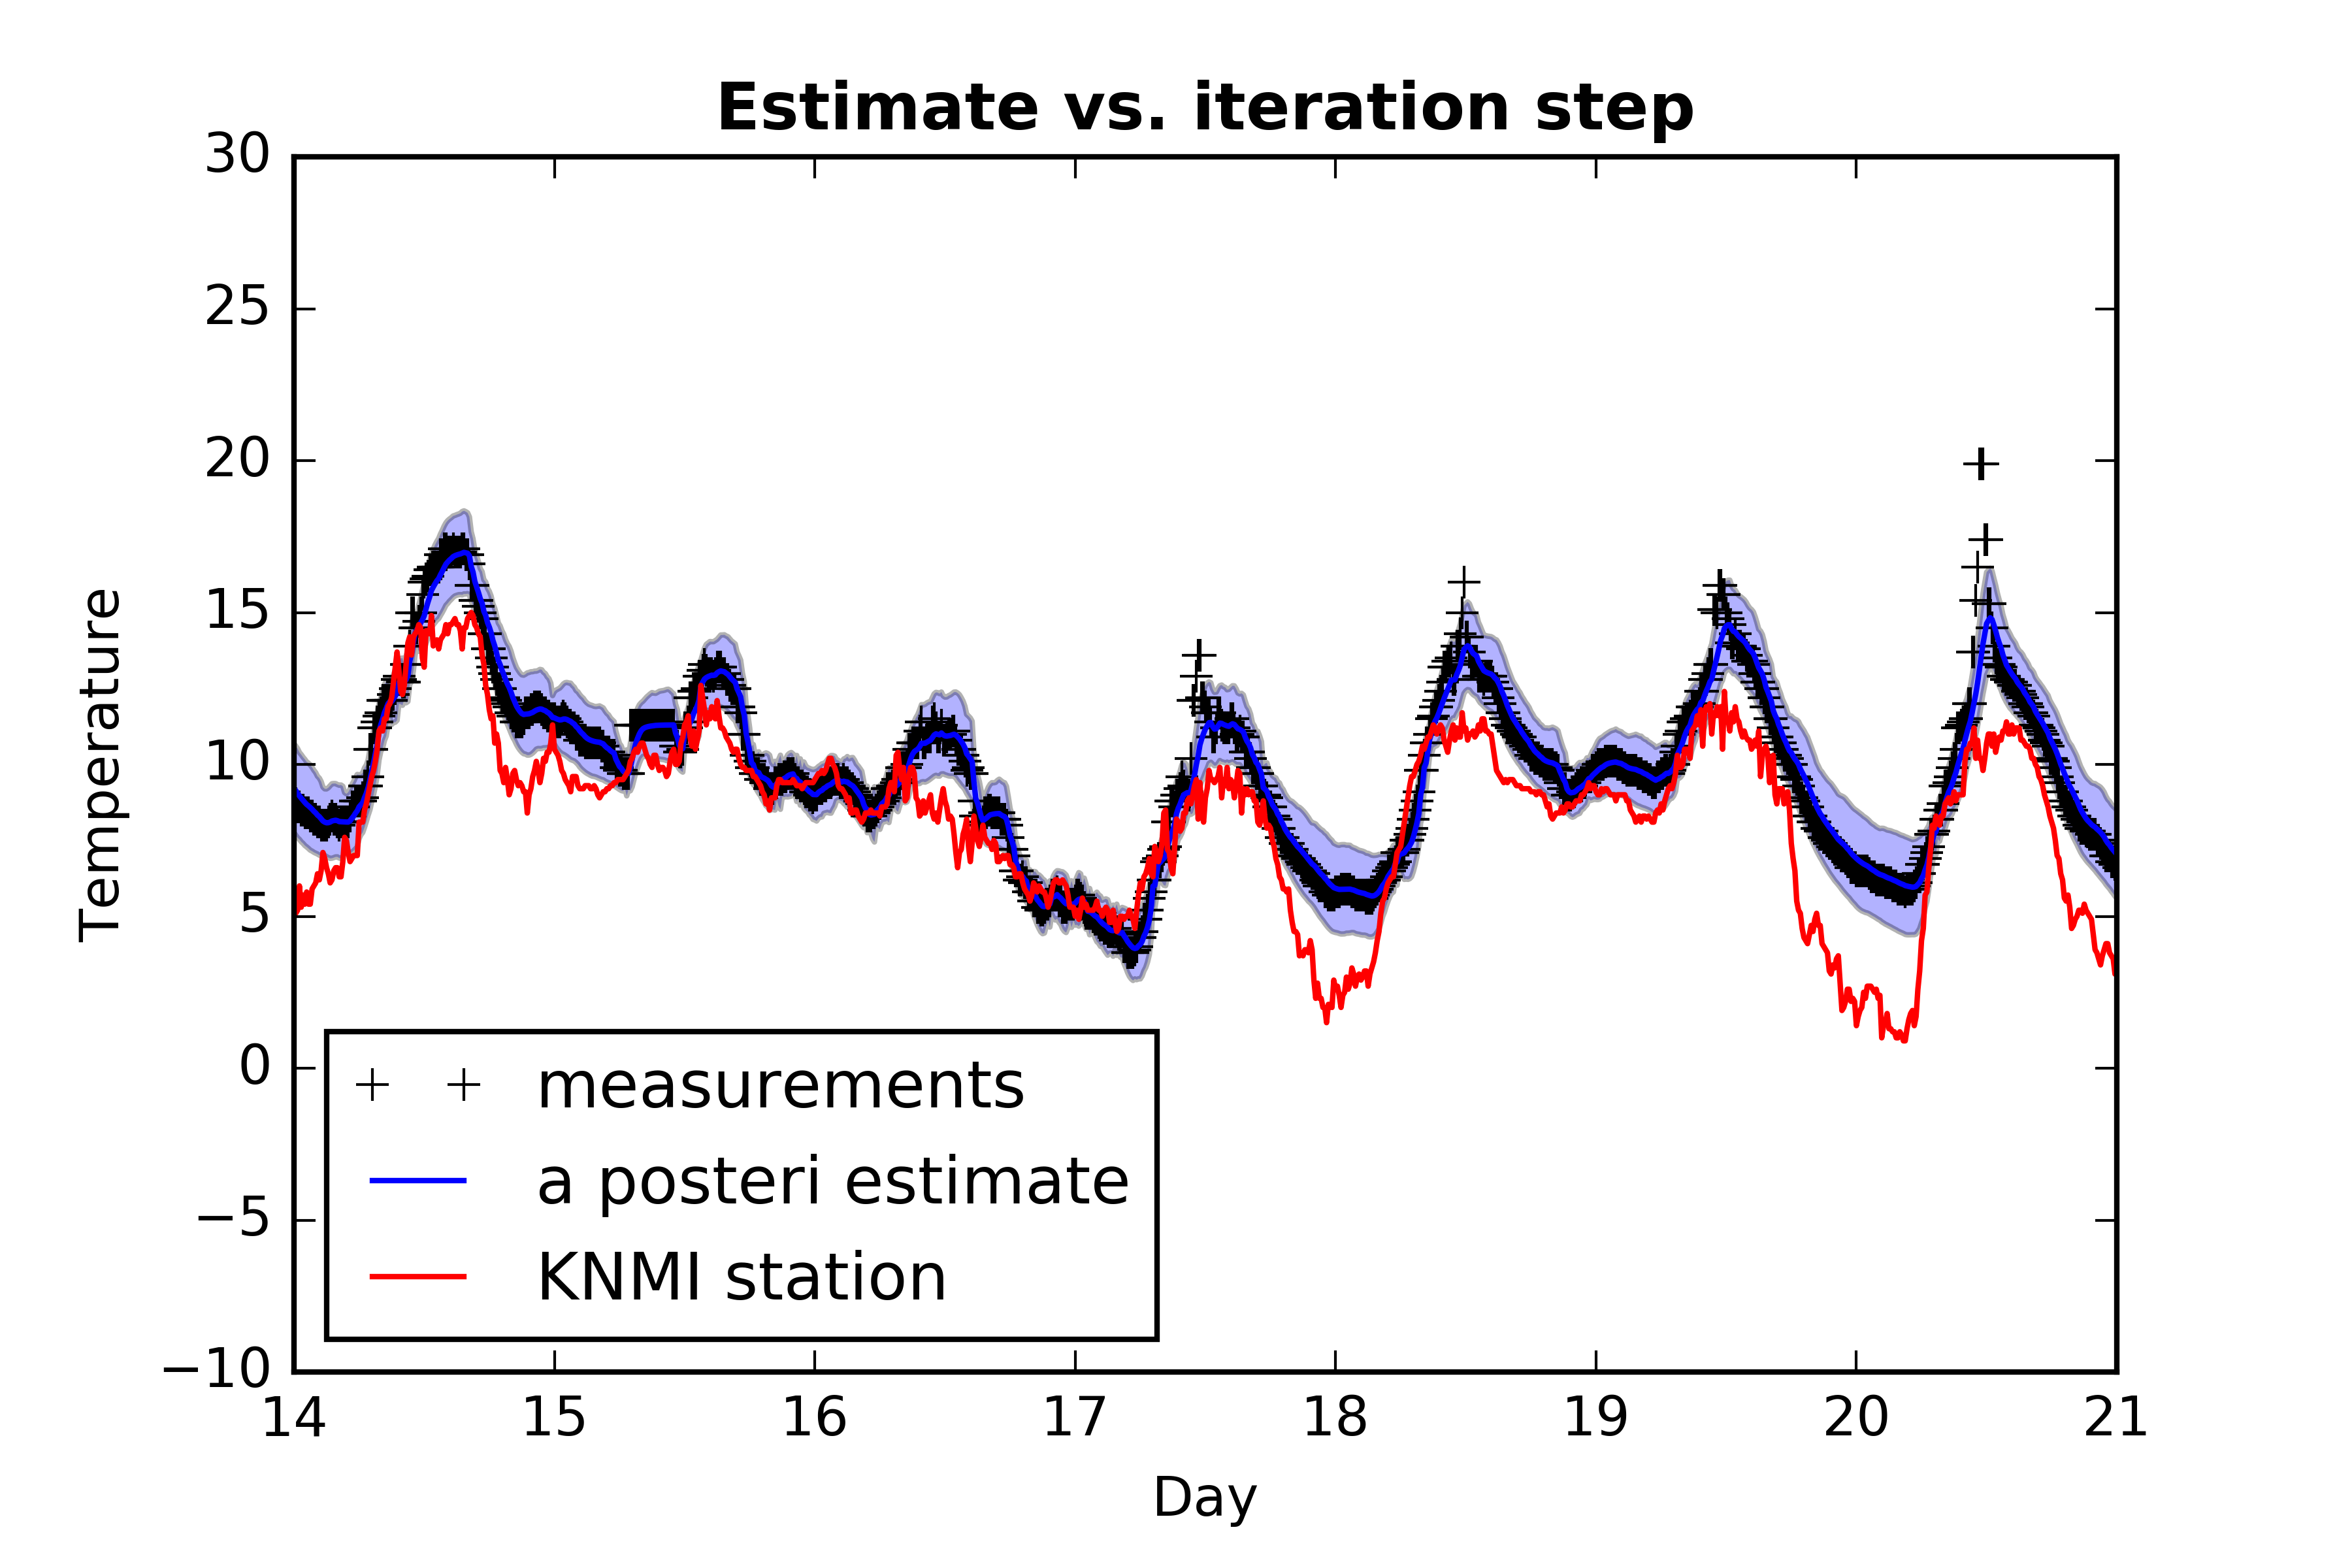 Estimate vs. iteration step
30
25
20
15
10
5
0
−5
−10
Temperature
measurements
a posteri estimate
KNMI station
14 15 16 17 18 19 20 21
Day